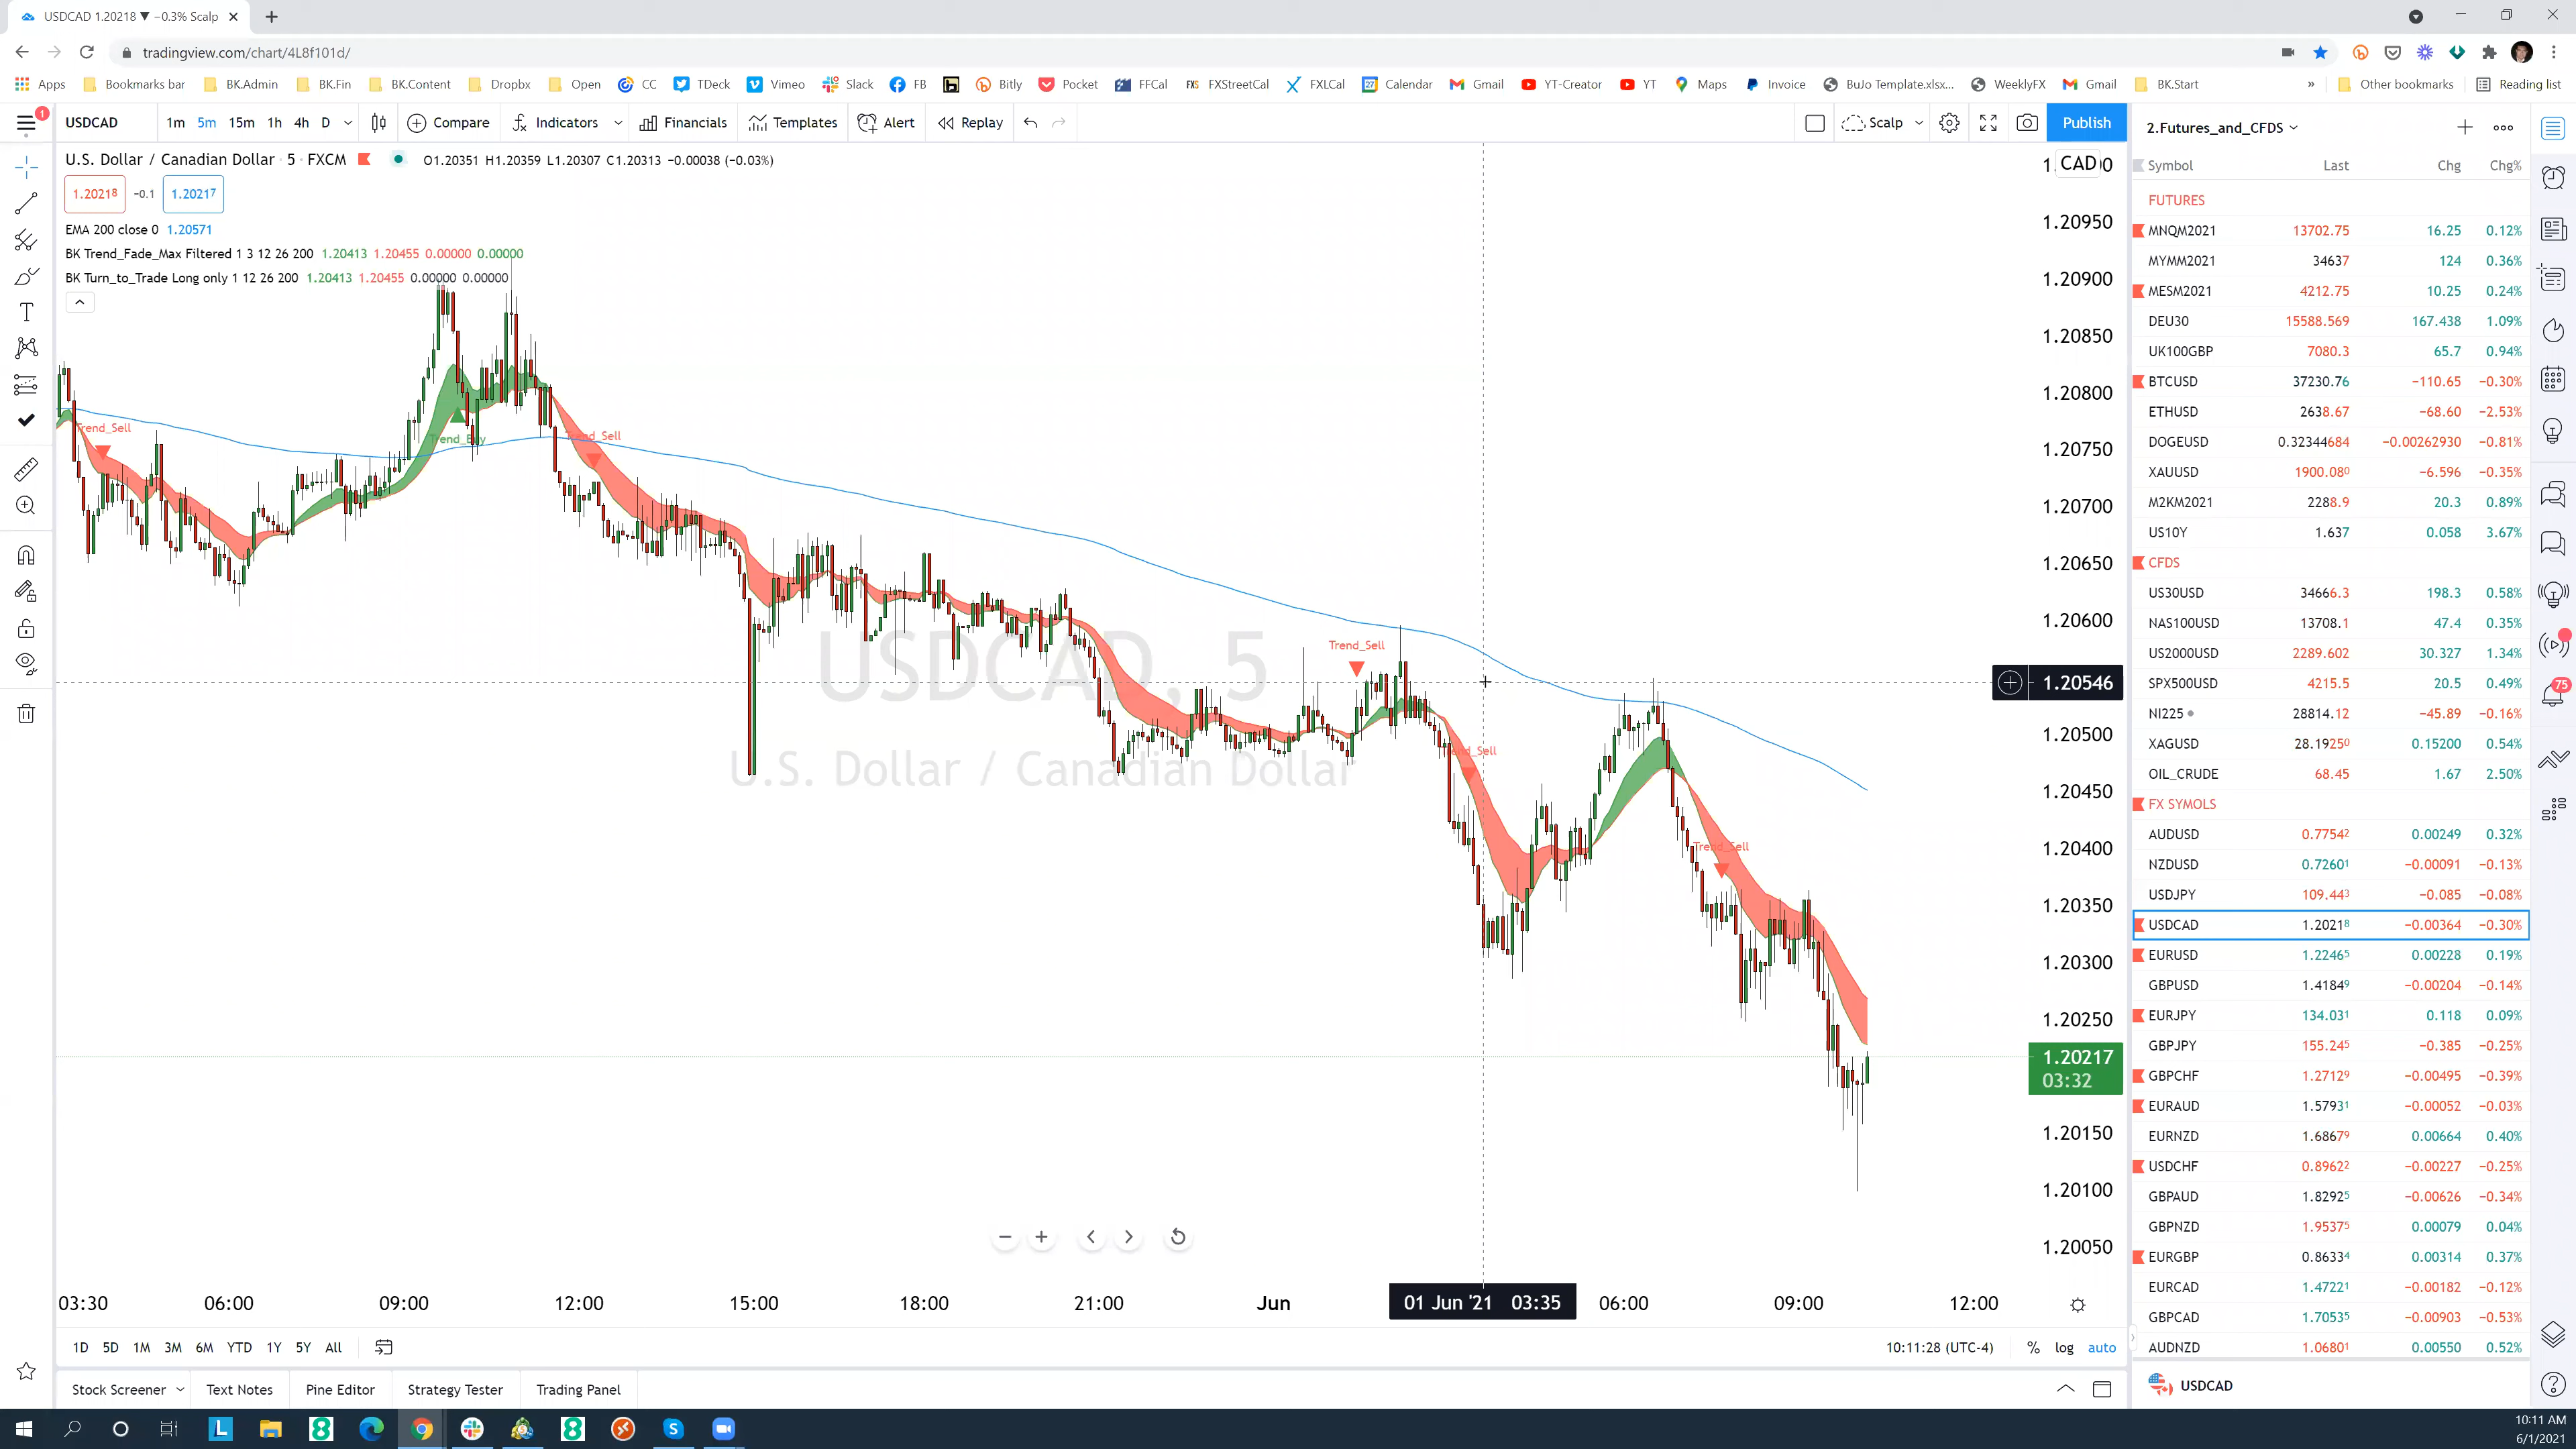 USDCAD 1.20218 ▼ −0.3% Scalp
tradingview.com/chart/4L8f101d/
Apps Bookmarks bar BK.Admin BK.Fin BK.Content Dropbx Open CC TDeck Vimeo Slack FB Bitly Pocket FFCal FXStreetCal FXLCal Calendar Gmail YT-Creator YT Maps Invoice BuJo Template.xlsx... WeeklyFX Gmail BK.Start » Other bookmarks Reading list
1 USDCAD 1m 5m 15m 1h 4h D Compare Indicators Financials Templates Alert Replay Scalp Publish
U.S. Dollar / Canadian Dollar · 5 · FXCM O1.20351 H1.20359 L1.20307 C1.20313 −0.00038 (−0.03%)
1.20218 −0.1 1.20217
EMA 200 close 0 1.20571
BK Trend_Fade_Max Filtered 1 3 12 26 200 1.20413 1.20455 0.00000 0.00000
BK Turn_to_Trade Long only 1 12 26 200 1.20413 1.20455 0.00000 0.00000
Trend_Sell
Trend_Buy
Trend_Sell
Trend_Sell
Trend_Sell
USDCAD, 5
U.S. Dollar / Canadian Dollar
CAD
1.20950
1.20900
1.20850
1.20800
1.20750
1.20700
1.20650
1.20600
1.20546
1.20500
1.20450
1.20400
1.20350
1.20300
1.20250
1.20217
03:32
1.20150
1.20100
1.20050
03:30 06:00 09:00 12:00 15:00 18:00 21:00 Jun 01 Jun '21 03:35 06:00 09:00 12:00
1D 5D 1M 3M 6M YTD 1Y 5Y All 10:11:28 (UTC-4) % log auto
Stock Screener Text Notes Pine Editor Strategy Tester Trading Panel
2.Futures_and_CFDS
Symbol Last Chg Chg%
FUTURES
MNQM2021 13702.75 16.25 0.12%
MYMM2021 34637 124 0.36%
MESM2021 4212.75 10.25 0.24%
DEU30 15588.569 167.438 1.09%
UK100GBP 7080.3 65.7 0.94%
BTCUSD 37230.76 −110.65 −0.30%
ETHUSD 2638.67 −68.60 −2.53%
DOGEUSD 0.32344684 −0.00262930 −0.81%
XAUUSD 1900.080 −6.596 −0.35%
M2KM2021 2288.9 20.3 0.89%
US10Y 1.637 0.058 3.67%
CFDS
US30USD 34666.3 198.3 0.58%
NAS100USD 13708.1 47.4 0.35%
US2000USD 2289.602 30.327 1.34%
SPX500USD 4215.5 20.5 0.49%
NI225 28814.12 −45.89 −0.16%
XAGUSD 28.19250 0.15200 0.54%
OIL_CRUDE 68.45 1.67 2.50%
FX SYMOLS
AUDUSD 0.77542 0.00249 0.32%
NZDUSD 0.72601 −0.00091 −0.13%
USDJPY 109.443 −0.085 −0.08%
USDCAD 1.20218 −0.00364 −0.30%
EURUSD 1.22465 0.00228 0.19%
GBPUSD 1.41849 −0.00204 −0.14%
EURJPY 134.031 0.118 0.09%
GBPJPY 155.245 −0.385 −0.25%
GBPCHF 1.27129 −0.00495 −0.39%
EURAUD 1.57931 −0.00052 −0.03%
EURNZD 1.68679 0.00664 0.40%
USDCHF 0.89622 −0.00227 −0.25%
GBPAUD 1.82925 −0.00626 −0.34%
GBPNZD 1.95375 0.00079 0.04%
EURGBP 0.86334 0.00314 0.37%
EURCAD 1.47221 −0.00182 −0.12%
GBPCAD 1.70535 −0.00903 −0.53%
AUDNZD 1.06801 0.00550 0.52%
USDCAD
75
10:11 AM
6/1/2021